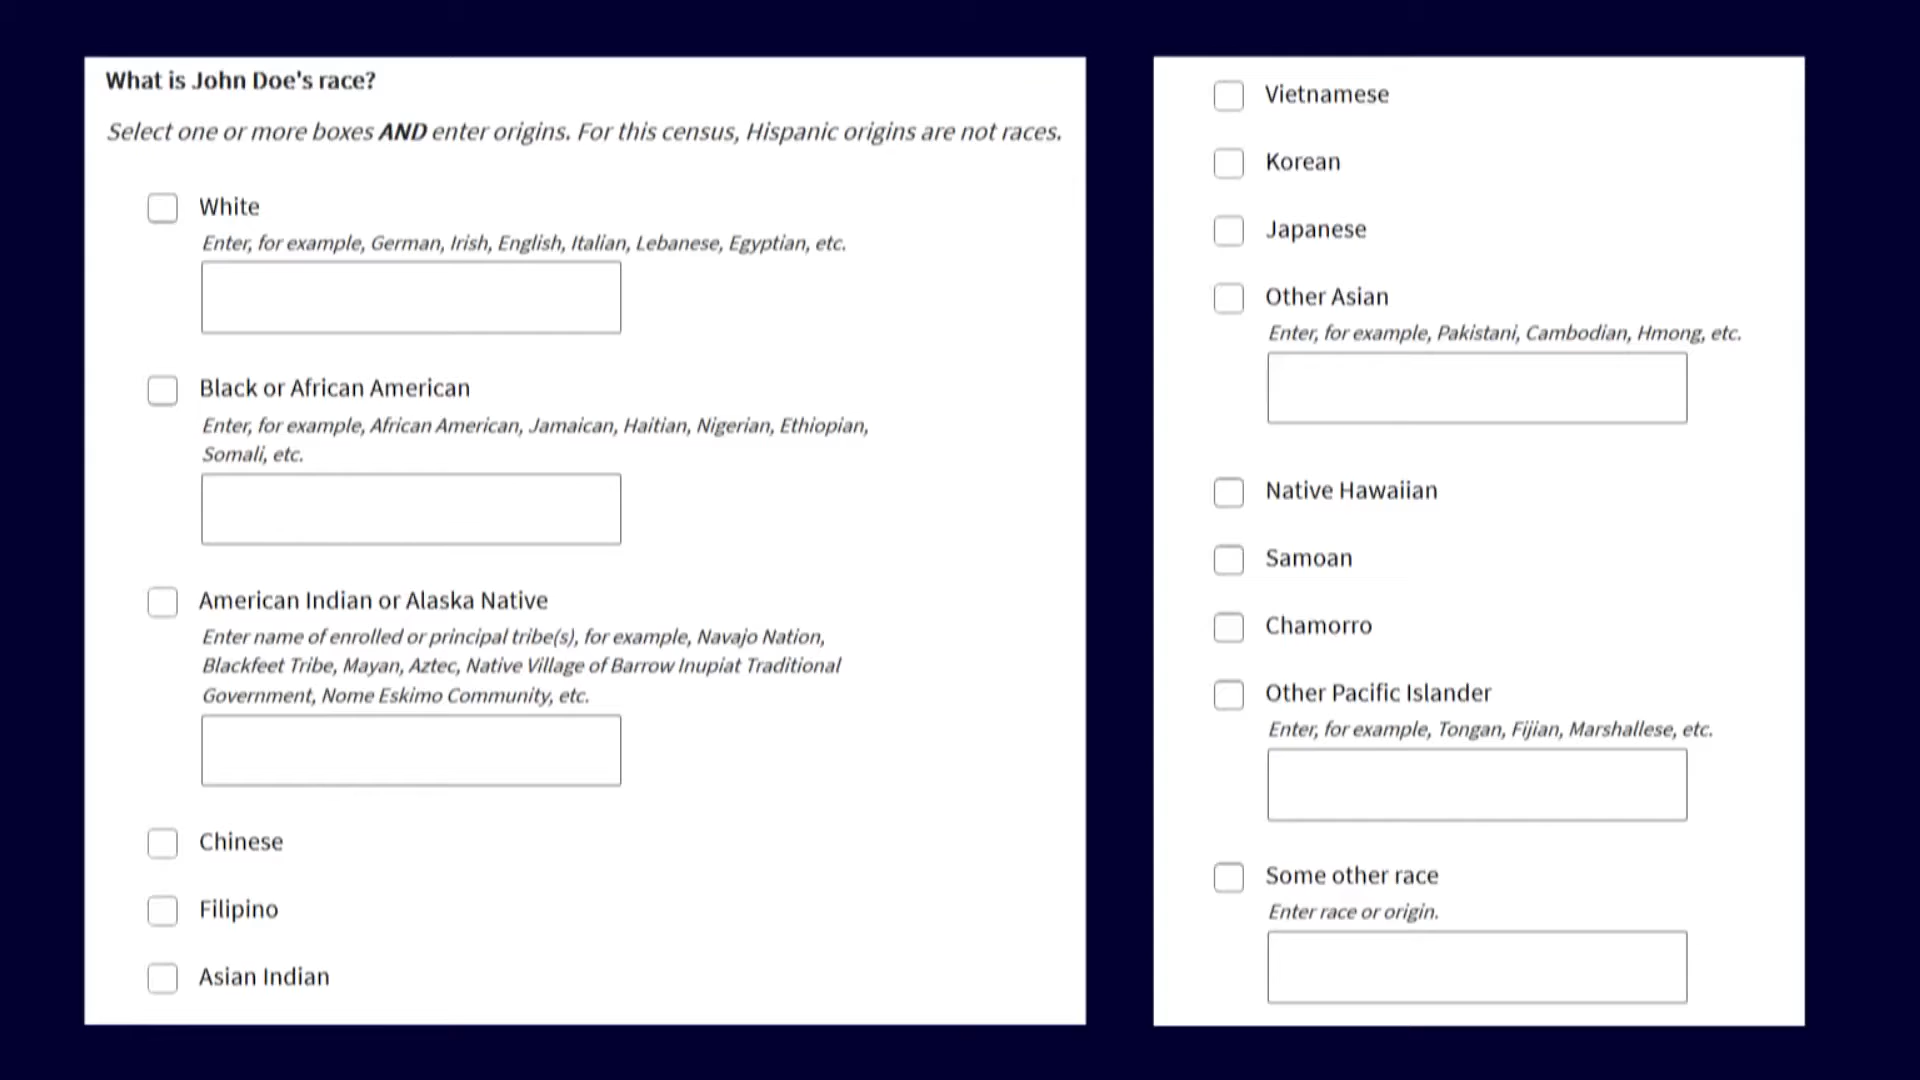 What is John Doe's race?
Select one or more boxes AND enter origins. For this census, Hispanic origins are not races.
White
Enter, for example, German, Irish, English, Italian, Lebanese, Egyptian, etc.
Black or African American
Enter, for example, African American, Jamaican, Haitian, Nigerian, Ethiopian,
Somali, etc.
American Indian or Alaska Native
Enter name of enrolled or principal tribe(s), for example, Navajo Nation,
Blackfeet Tribe, Mayan, Aztec, Native Village of Barrow Inupiat Traditional
Government, Nome Eskimo Community, etc.
Chinese
Filipino
Asian Indian
Vietnamese
Korean
Japanese
Other Asian
Enter, for example, Pakistani, Cambodian, Hmong, etc.
Native Hawaiian
Samoan
Chamorro
Other Pacific Islander
Enter, for example, Tongan, Fijian, Marshallese, etc.
Some other race
Enter race or origin.